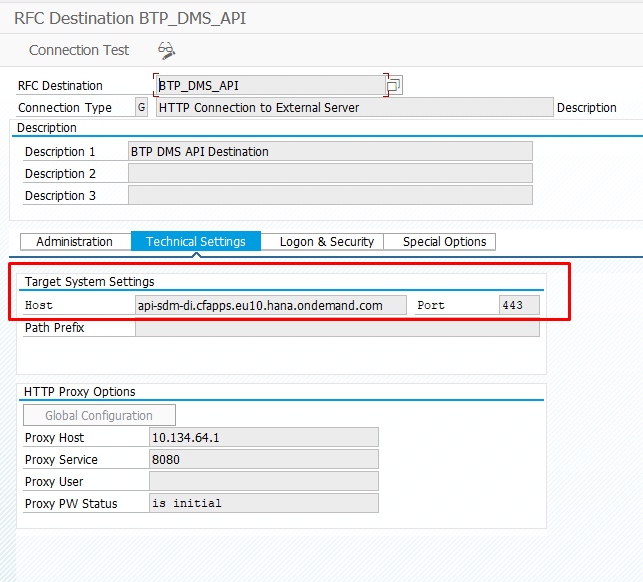 RFC Destination BTP_DMS_API
Connection Test
RFC Destination BTP_DMS_API
Connection Type G HTTP Connection to External Server Description
Description
Description 1 BTP DMS API Destination
Description 2
Description 3
Administration Technical Settings Logon & Security Special Options
Target System Settings
Host api-sdm-di.cfapps.eu10.hana.ondemand.com Port 443
Path Prefix
HTTP Proxy Options
Global Configuration
Proxy Host 10.134.64.1
Proxy Service 8080
Proxy User
Proxy PW Status is initial